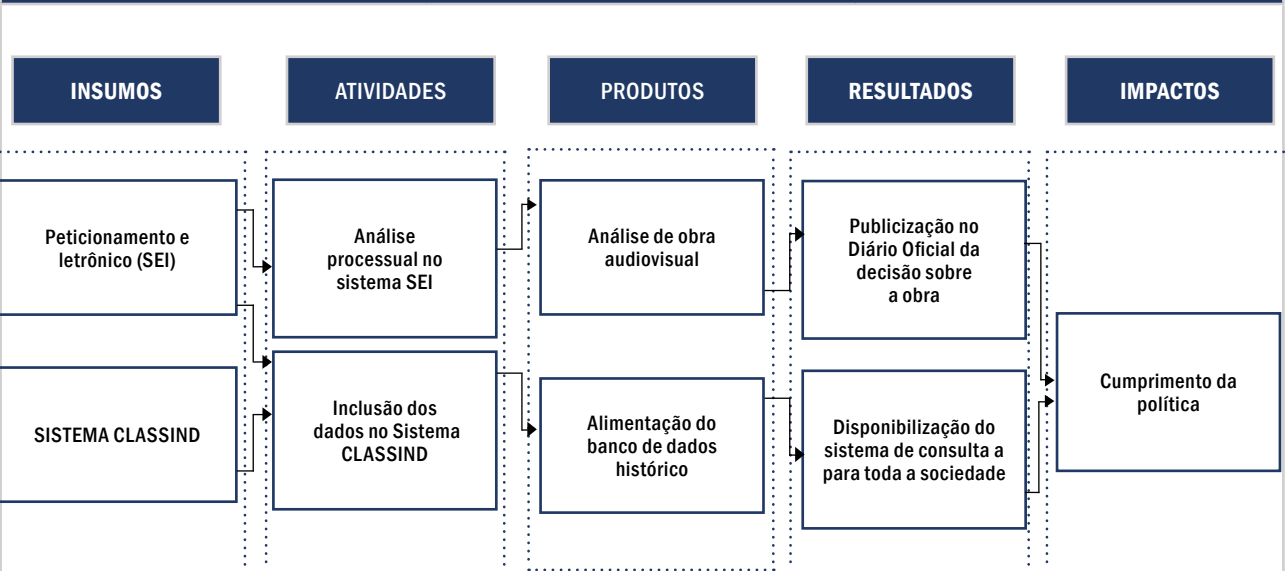 INSUMOS
ATIVIDADES
PRODUTOS
RESULTADOS
IMPACTOS
Peticionamento e
letrônico (SEI)
SISTEMA CLASSIND
Análise
processual no
sistema SEI
Inclusão dos
dados no Sistema
CLASSIND
Análise de obra
audiovisual
Alimentação do
banco de dados
histórico
Publicização no
Diário Oficial da
decisão sobre
a obra
Disponibilização do
sistema de consulta a
para toda a sociedade
Cumprimento da
política